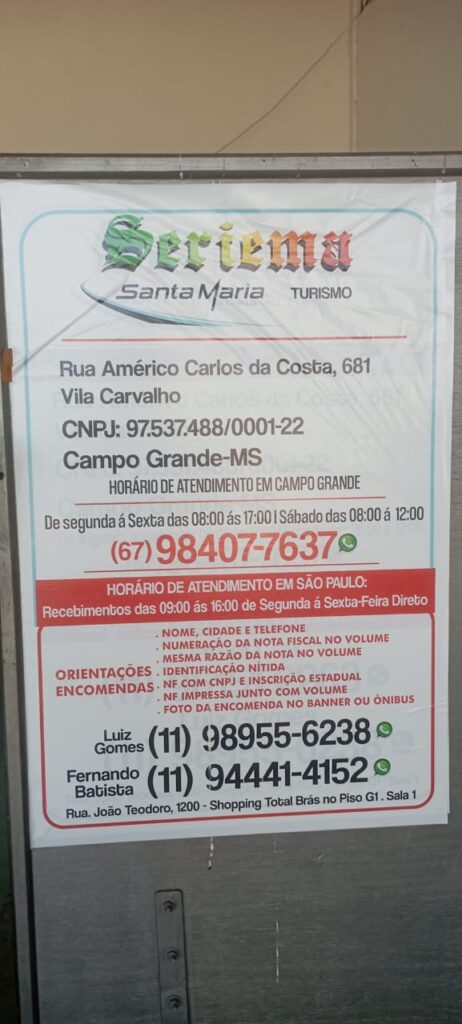 Seriema
Santa Maria TURISMO
Rua Américo Carlos da Costa, 681
Vila Carvalho
CNPJ: 97.537.488/0001-22
Campo Grande-MS
HORÁRIO DE ATENDIMENTO EM CAMPO GRANDE
De segunda á Sexta das 08:00 ás 17:00 I Sábado das 08:00 á 12:00
(67) 98407-7637
HORÁRIO DE ATENDIMENTO EM SÃO PAULO:
Recebimentos das 09:00 ás 16:00 de Segunda á Sexta-Feira Direto
ORIENTAÇÕES
ENCOMENDAS
. NOME, CIDADE E TELEFONE
. NUMERAÇÃO DA NOTA FISCAL NO VOLUME
. MESMA RAZÃO DA NOTA NO VOLUME
. IDENTIFICAÇÃO NÍTIDA
. NF COM CNPJ E INSCRIÇÃO ESTADUAL
. NF IMPRESSA JUNTO COM VOLUME
. FOTO DA ENCOMENDA NO BANNER OU ÔNIBUS
Luiz Gomes (11) 98955-6238
Fernando Batista (11) 94441-4152
Rua. João Teodoro, 1200 - Shopping Total Brás no Piso G1 . Sala 1